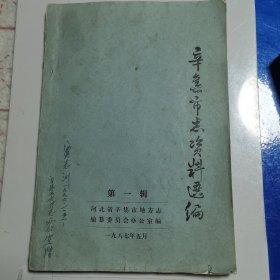 辛集市志资料选编
第一辑
河北省辛集市地方志
编纂委员会办公室编
一九八七年五月